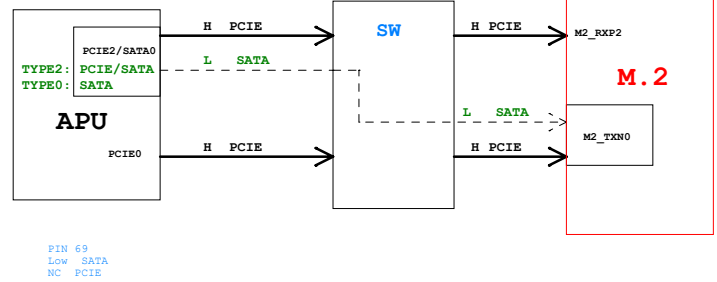 H PCIE
SW
H PCIE
M2_RXP2
PCIE2/SATA0
L SATA
TYPE2: PCIE/SATA
TYPE0: SATA
M.2
APU
L SATA
M2_TXN0
PCIE0
H PCIE
H PCIE
PIN 69
Low SATA
NC PCIE